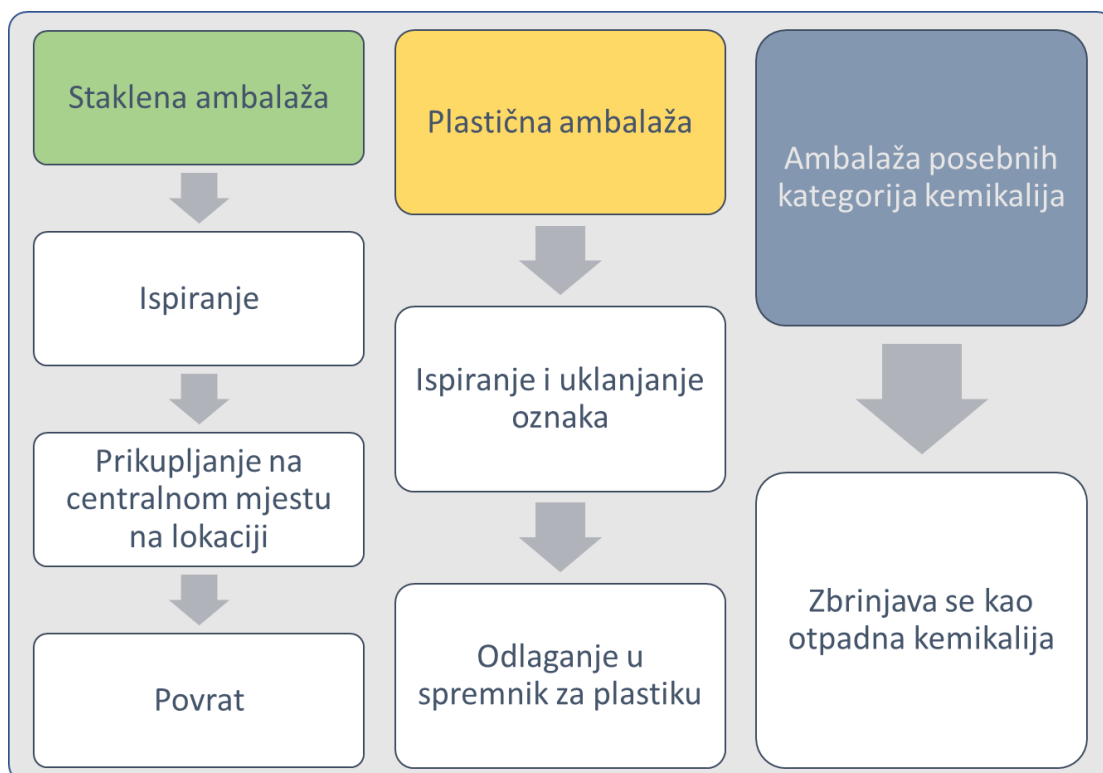 Staklena ambalaža
Ispiranje
Prikupljanje na
centralnom mjestu
na lokaciji
Povrat
Plastična ambalaža
Ispiranje i uklanjanje
oznaka
Odlaganje u
spremnik za plastiku
Ambalaža posebnih
kategorija kemikalija
Zbrinjava se kao
otpadna kemikalija